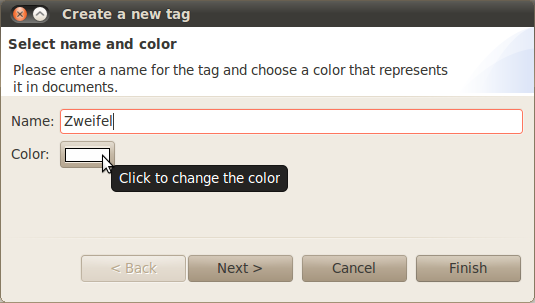 Create a new tag
Select name and color
Please enter a name for the tag and choose a color that represents
it in documents.
Name: Zweifel
Color:
Click to change the color
< Back Next > Cancel Finish